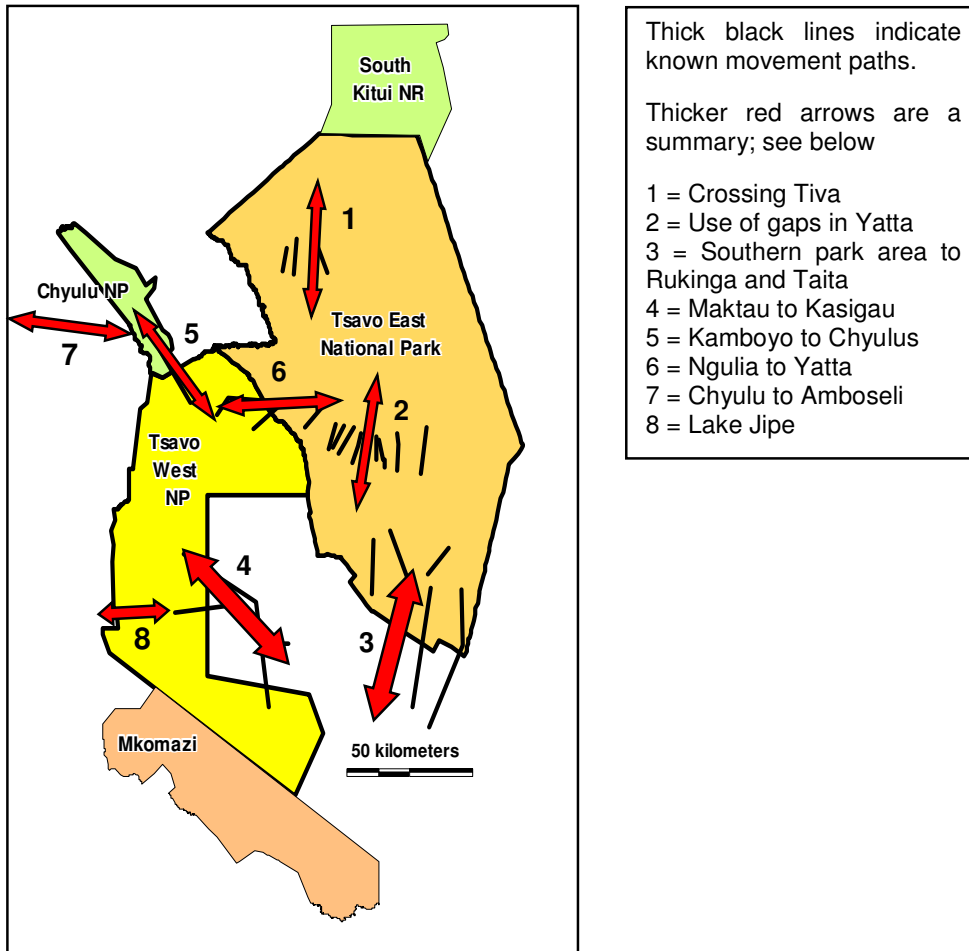 South
Kitui NR
1
Chyulu NP
5
7
Tsavo East
National Park
6
2
Tsavo
West
NP
4
8
3
50 kilometers
Mkomazi
Thick black lines indicate
known movement paths.
Thicker red arrows are a
summary; see below
1 = Crossing Tiva
2 = Use of gaps in Yatta
3 = Southern park area to
Rukinga and Taita
4 = Maktau to Kasigau
5 = Kamboyo to Chyulus
6 = Ngulia to Yatta
7 = Chyulu to Amboseli
8 = Lake Jipe